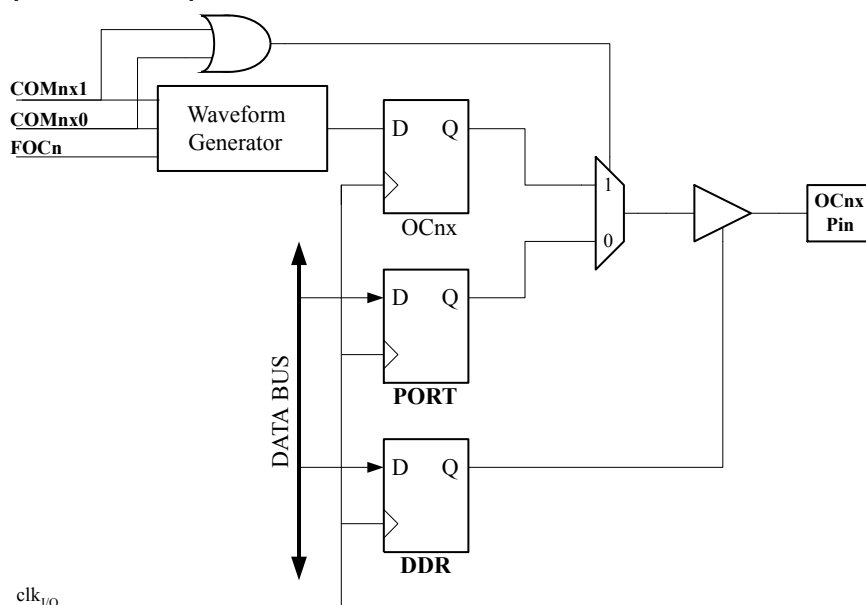 COMnx1
COMnx0
FOCn
Waveform
Generator
D Q
OCnx
1
0
OCnx
Pin
D Q
PORT
DATA BUS
D Q
DDR
clkI/O